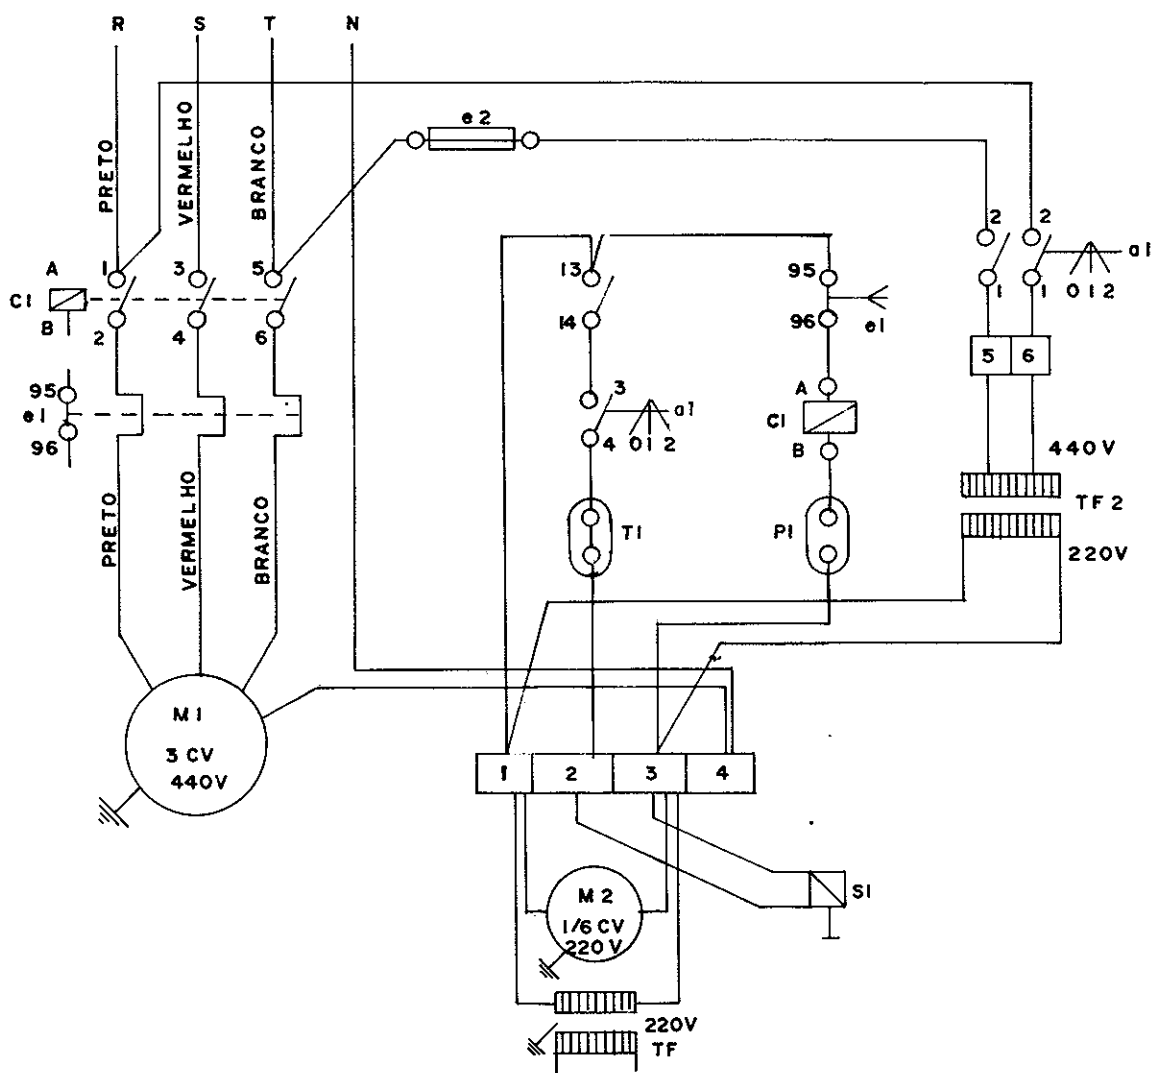 R S T N
PRETO
VERMELHO
BRANCO
e2
2 2
A 1 3 5
C1
B 2 4 6
13
14
95
96
e1
a1
1 1 0 1 2
5 6
95
e1
96
3
a1
4 0 1 2
A
C1
B
440V
TF 2
220V
PRETO
VERMELHO
BRANCO
T1
P1
M1
3 CV
440V
1 2 3 4
M2
1/6 CV
220V
S1
220V
TF